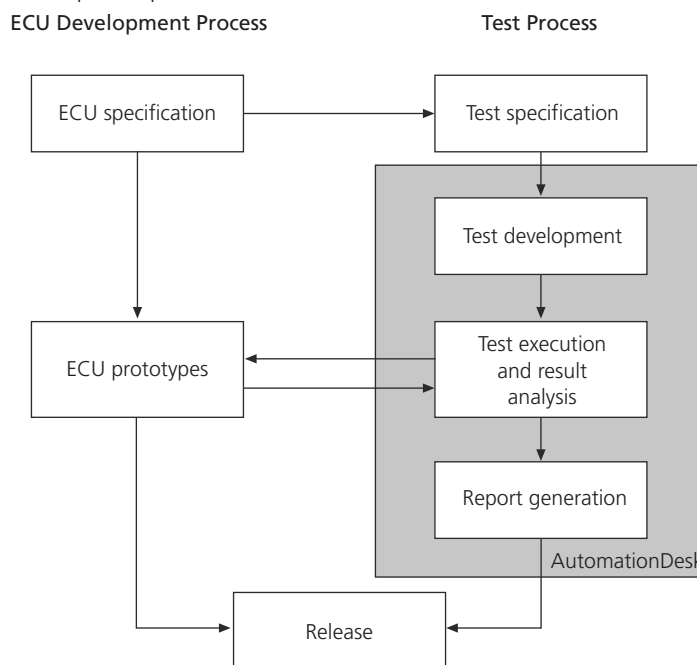 ECU Development Process
Test Process
ECU specification
Test specification
Test development
ECU prototypes
Test execution
and result
analysis
Report generation
AutomationDesk
Release